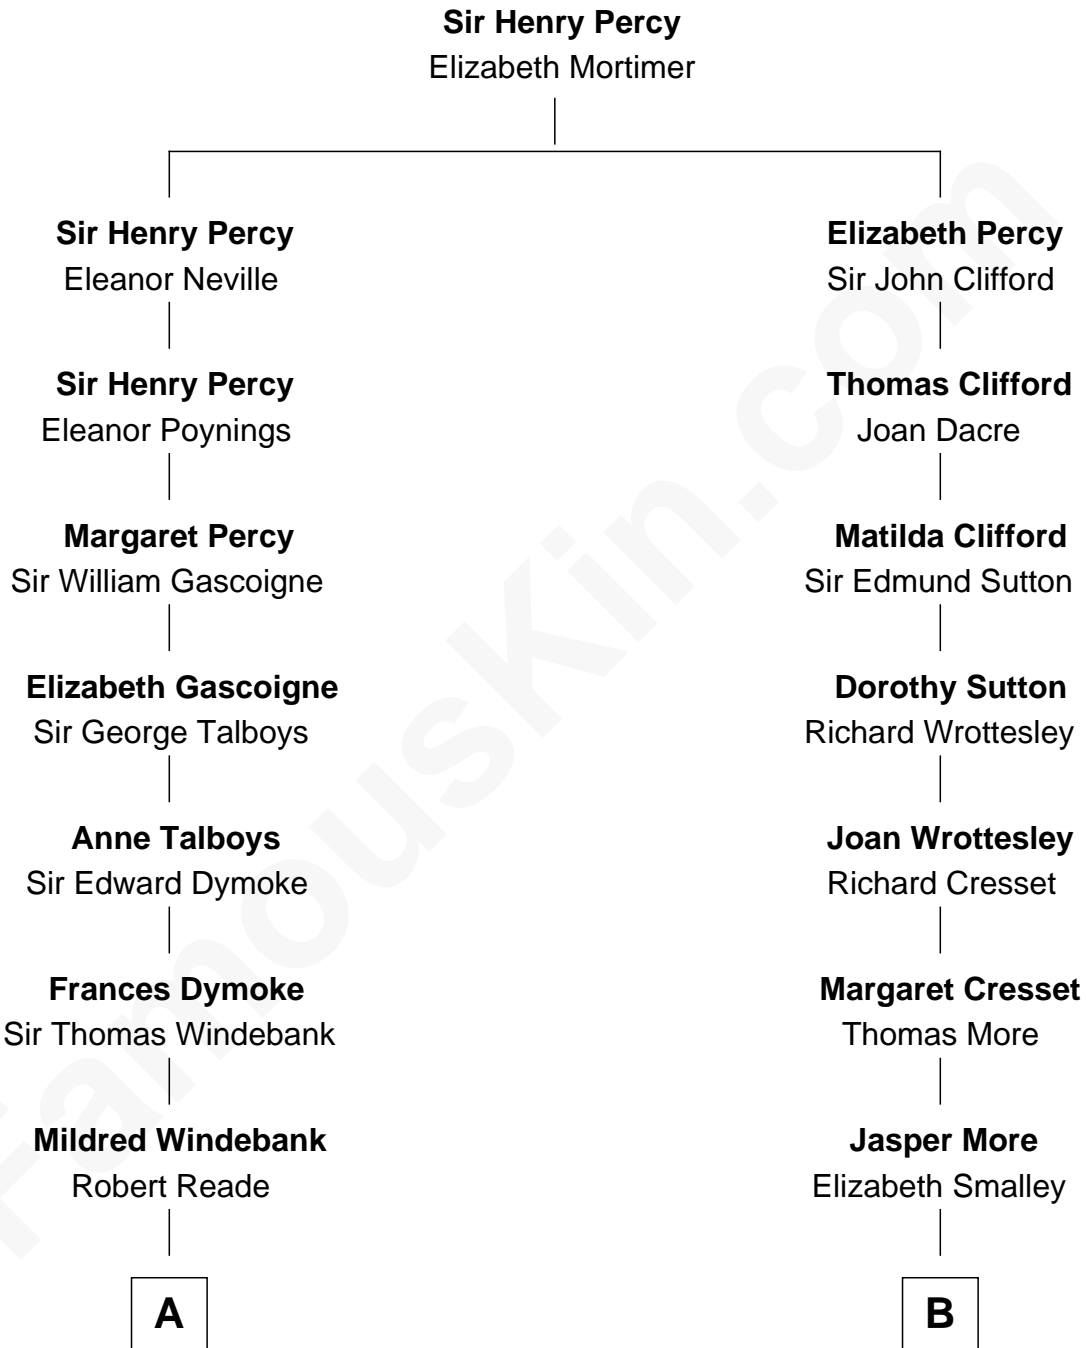 Sir Henry Percy
Elizabeth Mortimer
Sir Henry Percy
Eleanor Neville
Elizabeth Percy
Sir John Clifford
Sir Henry Percy
Eleanor Poynings
Thomas Clifford
Joan Dacre
Margaret Percy
Sir William Gascoigne
Matilda Clifford
Sir Edmund Sutton
Elizabeth Gascoigne
Sir George Talboys
Dorothy Sutton
Richard Wrottesley
Anne Talboys
Sir Edward Dymoke
Joan Wrottesley
Richard Cresset
Frances Dymoke
Sir Thomas Windebank
Margaret Cresset
Thomas More
Mildred Windebank
Robert Reade
Jasper More
Elizabeth Smalley
A
B
FamousKin.com